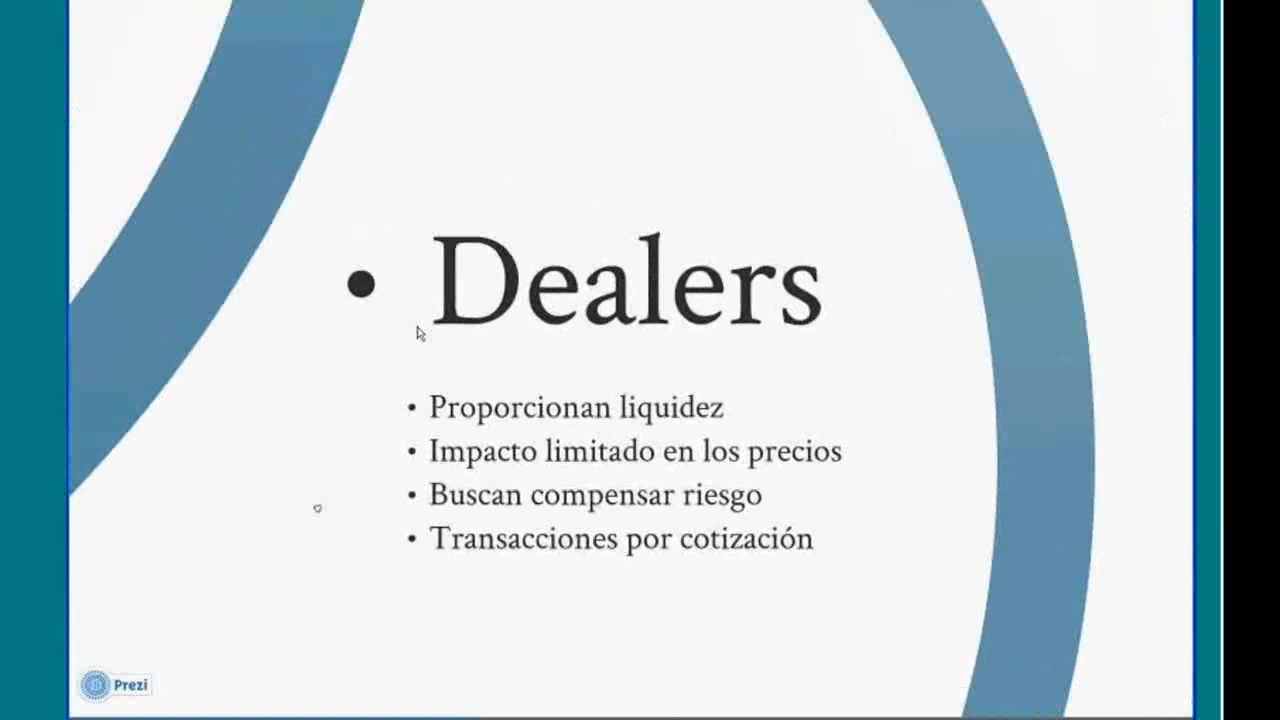 • Dealers
• Proporcionan liquidez
• Impacto limitado en los precios
• Buscan compensar riesgo
• Transacciones por cotización
Prezi